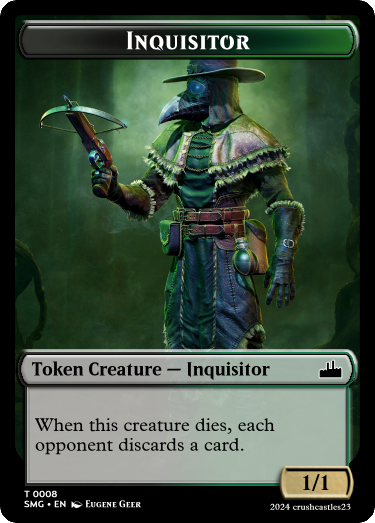 Inquisitor
Token Creature — Inquisitor
When this creature dies, each
opponent discards a card.
1/1
T 0008
SMG • EN Eugene Geer
2024 crushcastles23